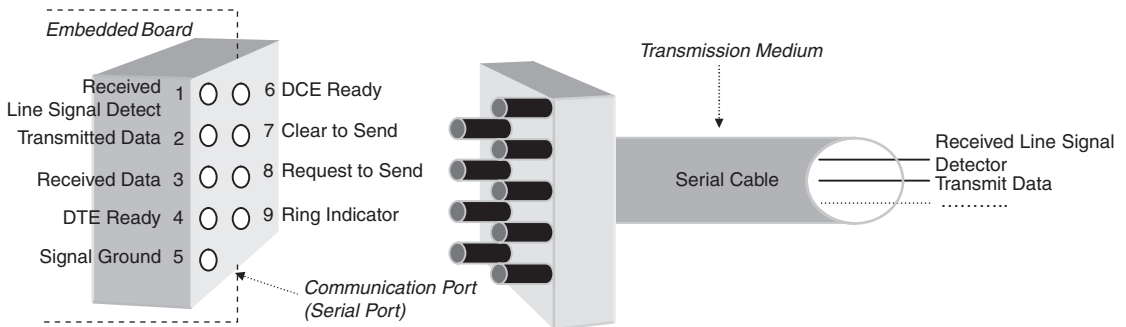 Embedded Board
Received
Line Signal Detect
1
Transmitted Data 2
Received Data 3
DTE Ready 4
Signal Ground 5
6 DCE Ready
7 Clear to Send
8 Request to Send
9 Ring Indicator
Communication Port
(Serial Port)
Transmission Medium
Serial Cable
Received Line Signal
Detector
Transmit Data
...........